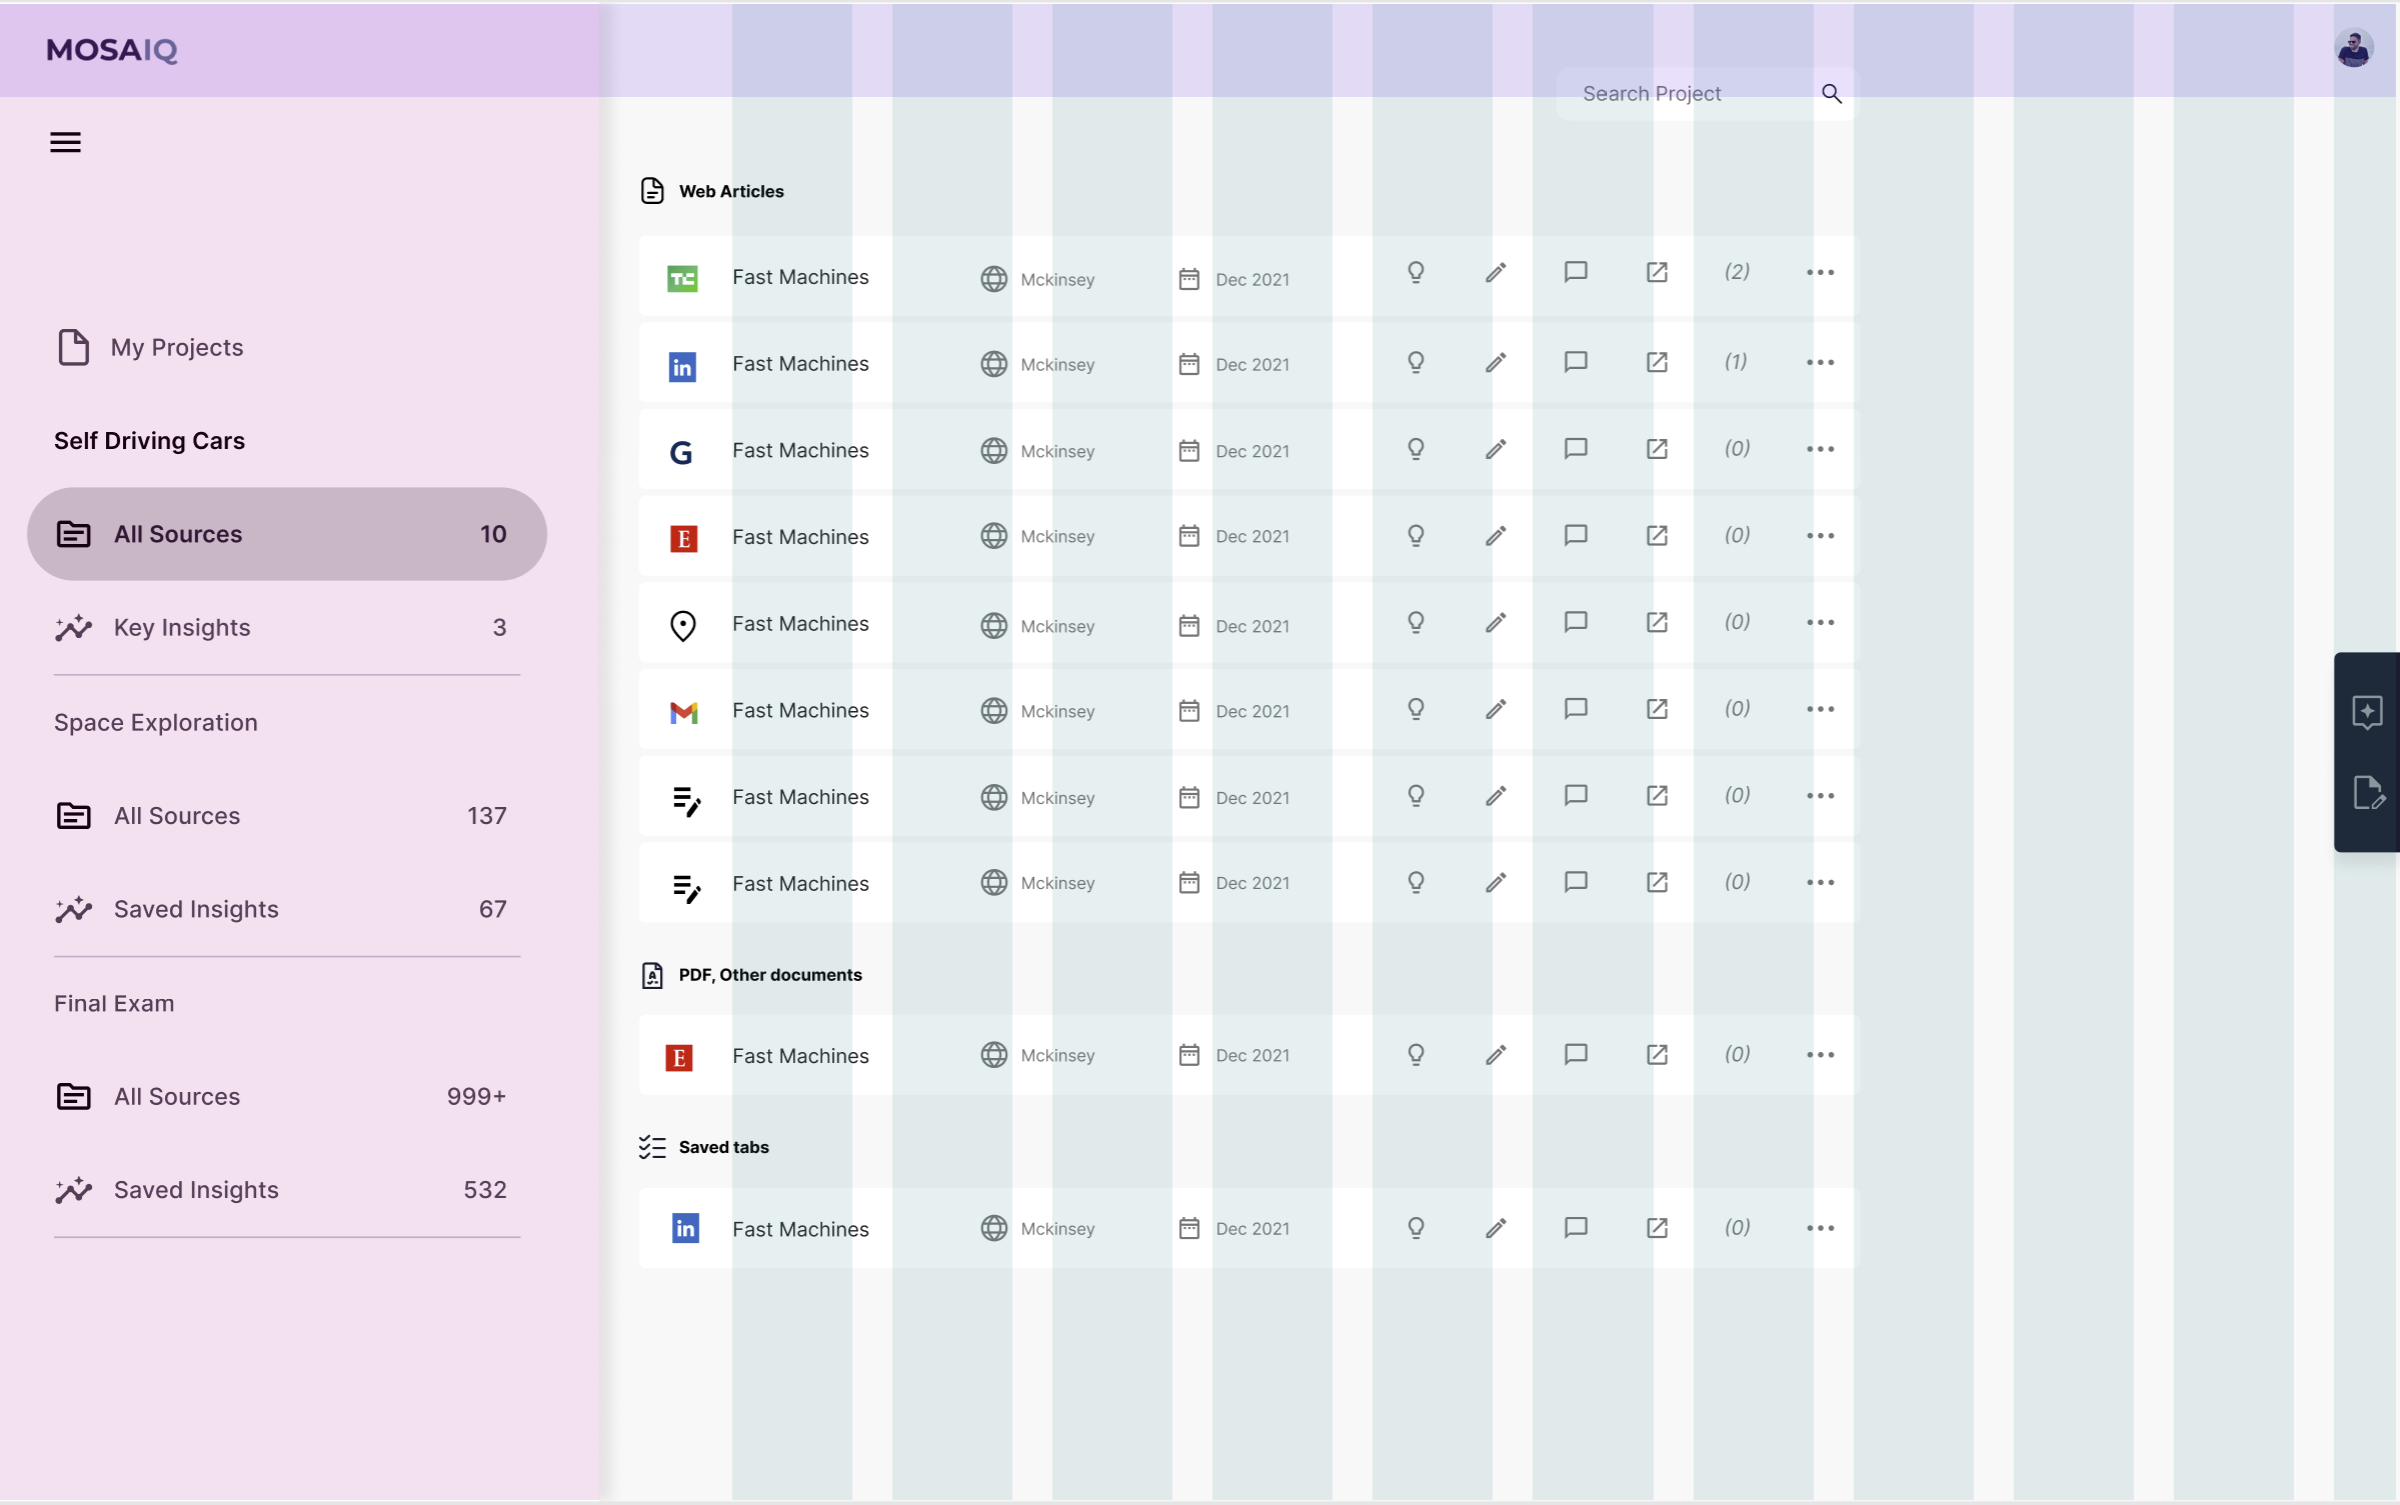 MOSAIQ
Search Project
My Projects
Self Driving Cars
All Sources 10
Key Insights 3
Space Exploration
All Sources 137
Saved Insights 67
Final Exam
All Sources 999+
Saved Insights 532
Web Articles
TC Fast Machines Mckinsey Dec 2021 (2)
in Fast Machines Mckinsey Dec 2021 (1)
G Fast Machines Mckinsey Dec 2021 (0)
E Fast Machines Mckinsey Dec 2021 (0)
Fast Machines Mckinsey Dec 2021 (0)
M Fast Machines Mckinsey Dec 2021 (0)
Fast Machines Mckinsey Dec 2021 (0)
Fast Machines Mckinsey Dec 2021 (0)
PDF, Other documents
E Fast Machines Mckinsey Dec 2021 (0)
Saved tabs
in Fast Machines Mckinsey Dec 2021 (0)